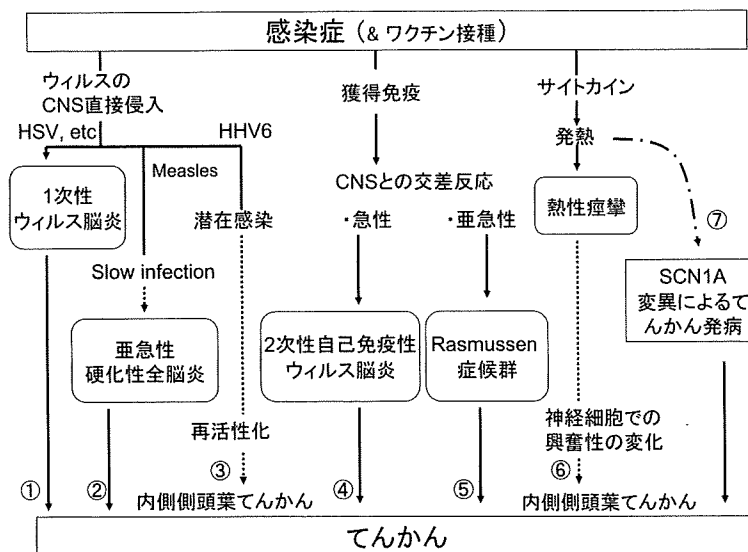 感染症 (& ワクチン接種)
ウィルスの
CNS直接侵入
HSV, etc
HHV6
Measles
1次性
ウィルス脳炎
潜在感染
Slow infection
亜急性
硬化性全脳炎
再活性化
①
②
③
内側側頭葉てんかん
獲得免疫
CNSとの交差反応
・急性
・亜急性
2次性自己免疫性
ウィルス脳炎
Rasmussen
症候群
④
⑤
サイトカイン
発熱
熱性痙攣
⑦
SCN1A
変異によるて
んかん発病
神経細胞での
興奮性の変化
⑥
内側側頭葉てんかん
てんかん